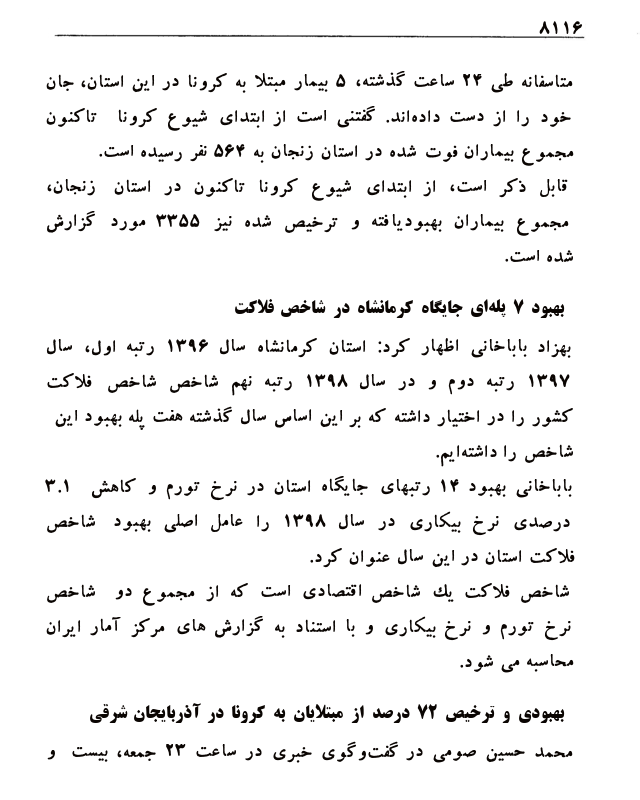 ۸۱۱۶
متاسفانه طی ۲۴ ساعت گذشته، ۵ بیمار مبتلا به کرونا در این استان، جان
خود را از دست داده‌اند. گفتنی است از ابتدای شیوع کرونا تاکنون
مجموع بیماران فوت شده در استان زنجان به ۵۶۴ نفر رسیده است.
قابل ذکر است، از ابتدای شیوع کرونا تاکنون در استان زنجان،
مجموع بیماران بهبودیافته و ترخیص شده نیز ۳۳۵۵ مورد گزارش
شده است.
بهبود ۷ پله‌ای جایگاه کرمانشاه در شاخص فلاکت
بهزاد باباخانی اظهار کرد: استان کرمانشاه سال ۱۳۹۶ رتبه اول، سال
۱۳۹۷ رتبه دوم و در سال ۱۳۹۸ رتبه نهم شاخص شاخص فلاکت
کشور را در اختیار داشته که بر این اساس سال گذشته هفت پله بهبود این
شاخص را داشته‌ایم.
باباخانی بهبود ۱۴ رتبهای جایگاه استان در نرخ تورم و کاهش ۳.۱
درصدی نرخ بیکاری در سال ۱۳۹۸ را عامل اصلی بهبود شاخص
فلاکت استان در این سال عنوان کرد.
شاخص فلاکت یك شاخص اقتصادی است که از مجموع دو شاخص
نرخ تورم و نرخ بیکاری و با استناد به گزارش های مرکز آمار ایران
محاسبه می شود.
بهبودی و ترخیص ۷۲ درصد از مبتلایان به کرونا در آذربایجان شرقی
محمد حسین صومی در گفت‌وگوی خبری در ساعت ۲۳ جمعه، بیست و